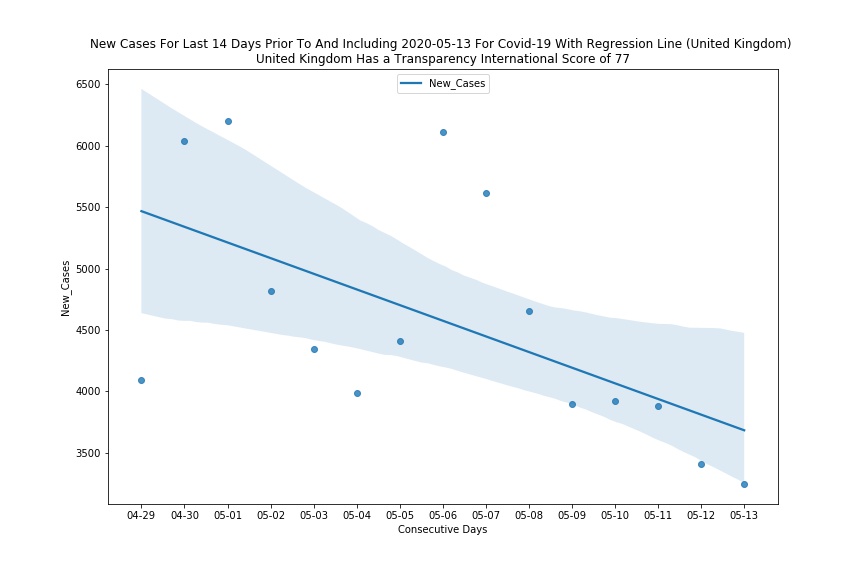 New Cases For Last 14 Days Prior To And Including 2020-05-13 For Covid-19 With Regression Line (United Kingdom)
United Kingdom Has a Transparency International Score of 77
New_Cases
6500
6000
5500
5000
4500
4000
3500
New_Cases
04-29 04-30 05-01 05-02 05-03 05-04 05-05 05-06 05-07 05-08 05-09 05-10 05-11 05-12 05-13
Consecutive Days